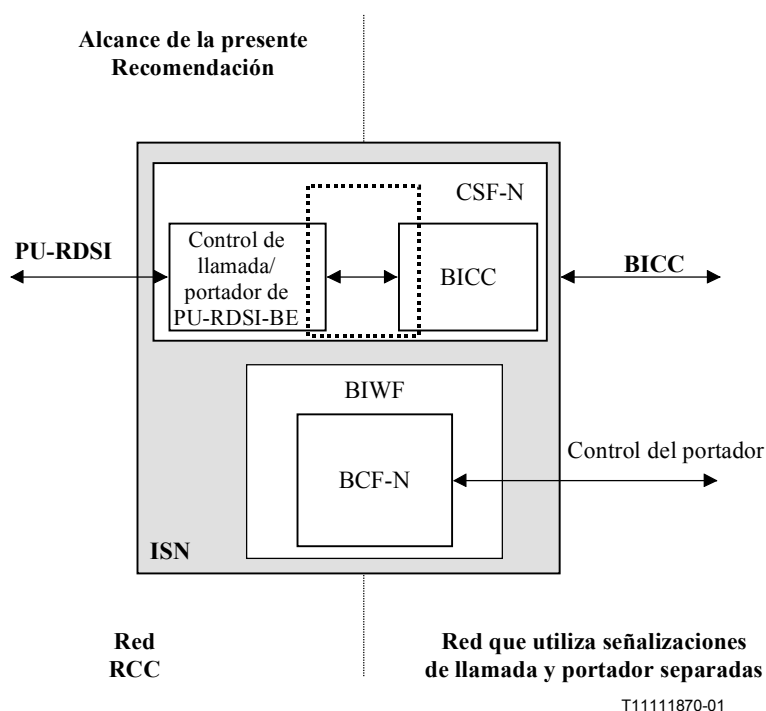 Alcance de la presente
Recomendación
CSF-N
PU-RDSI
Control de
llamada/
portador de
PU-RDSI-BE
BICC
BICC
BIWF
BCF-N
Control del portador
ISN
Red
RCC
Red que utiliza señalizaciones
de llamada y portador separadas
T11111870-01